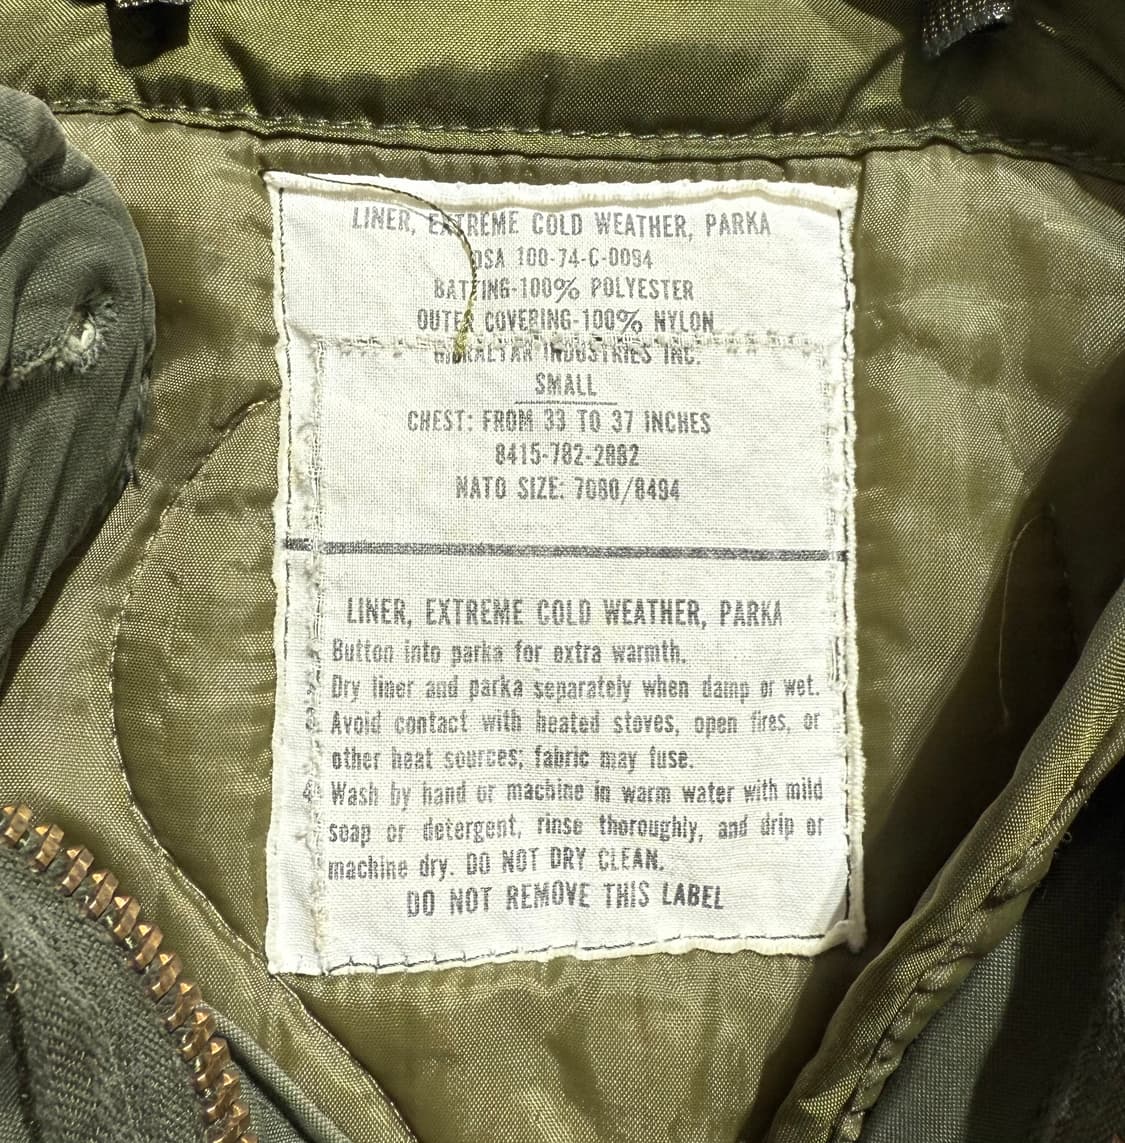 LINER, EXTREME COLD WEATHER, PARKA
DSA 100-74-C-0094
BATTING-100% POLYESTER
OUTER COVERING-100% NYLON
GIBRALTAR INDUSTRIES INC.
SMALL
CHEST: FROM 33 TO 37 INCHES
8415-782-2882
NATO SIZE: 7080/8494
LINER, EXTREME COLD WEATHER, PARKA
Button into parka for extra warmth.
Dry liner and parka separately when damp or wet.
Avoid contact with heated stoves, open fires, or
other heat sources; fabric may fuse.
4. Wash by hand or machine in warm water with mild
soap or detergent, rinse thoroughly, and drip or
machine dry. DO NOT DRY CLEAN.
DO NOT REMOVE THIS LABEL